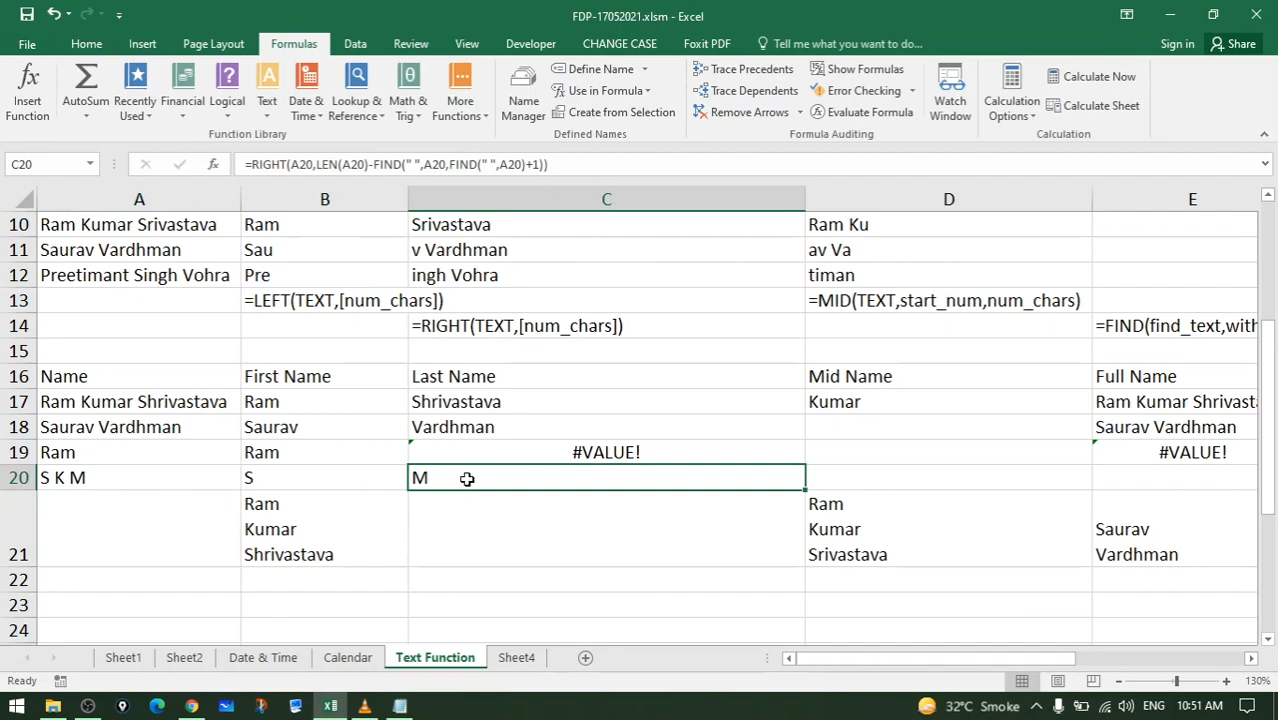 FDP-17052021.xlsm - Excel
File Home Insert Page Layout Formulas Data Review View Developer CHANGE CASE Foxit PDF Tell me what you want to do... Sign in Share
Insert Function
AutoSum
Recently Used
Financial
Logical
Text
Date & Time
Lookup & Reference
Math & Trig
More Functions
Function Library
Name Manager
Define Name
Use in Formula
Create from Selection
Defined Names
Trace Precedents
Trace Dependents
Remove Arrows
Show Formulas
Error Checking
Evaluate Formula
Formula Auditing
Watch Window
Calculation Options
Calculate Now
Calculate Sheet
Calculation
C20 fx =RIGHT(A20,LEN(A20)-FIND(" ",A20,FIND(" ",A20)+1))
A B C D E
10 Ram Kumar Srivastava Ram Srivastava Ram Ku
11 Saurav Vardhman Sau v Vardhman av Va
12 Preetimant Singh Vohra Pre ingh Vohra timan
13 =LEFT(TEXT,[num_chars]) =MID(TEXT,start_num,num_chars)
14 =RIGHT(TEXT,[num_chars]) =FIND(find_text,with
15
16 Name First Name Last Name Mid Name Full Name
17 Ram Kumar Shrivastava Ram Shrivastava Kumar Ram Kumar Shrivast
18 Saurav Vardhman Saurav Vardhman Saurav Vardhman
19 Ram Ram #VALUE! #VALUE!
20 S K M S M
Ram Ram
Kumar Kumar Saurav
21 Shrivastava Srivastava Vardhman
22
23
24
Sheet1 Sheet2 Date & Time Calendar Text Function Sheet4
Ready 130%
32°C Smoke ENG 10:51 AM